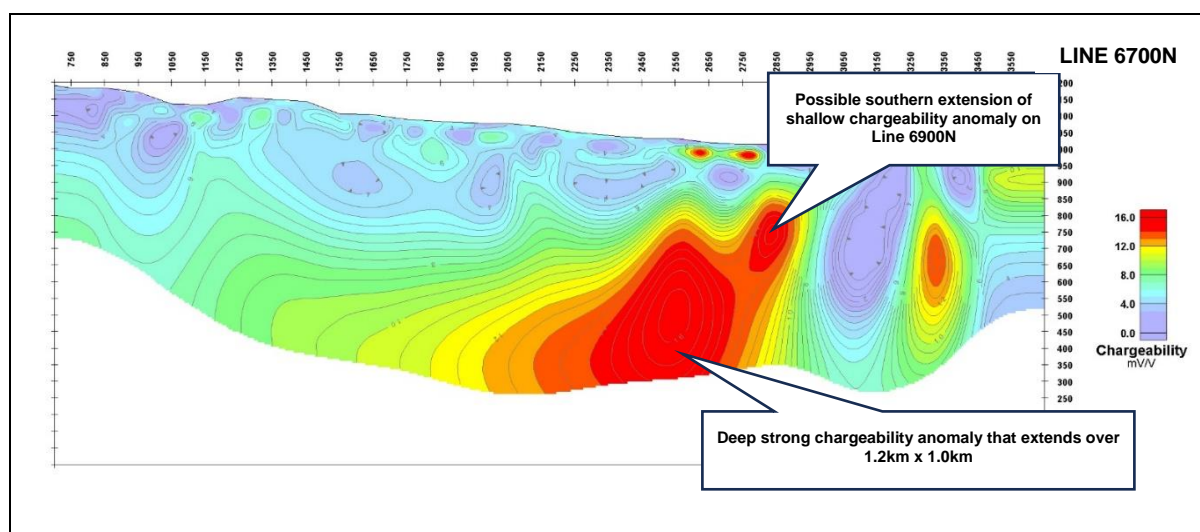 750 850 950 1050 1150 1250 1350 1450 1550 1650 1750 1850 1950 2050 2150 2250 2350 2450 2550 2650 2750 2850 2950 3050 3150 3250 3350 3450 3550
LINE 6700N
Possible southern extension of
shallow chargeability anomaly on
Line 6900N
900
850
800
750
700
650
600
550
500
450
400
350
300
250
16.0
12.0
8.0
4.0
0.0
Chargeability
mV/V
Deep strong chargeability anomaly that extends over
1.2km x 1.0km